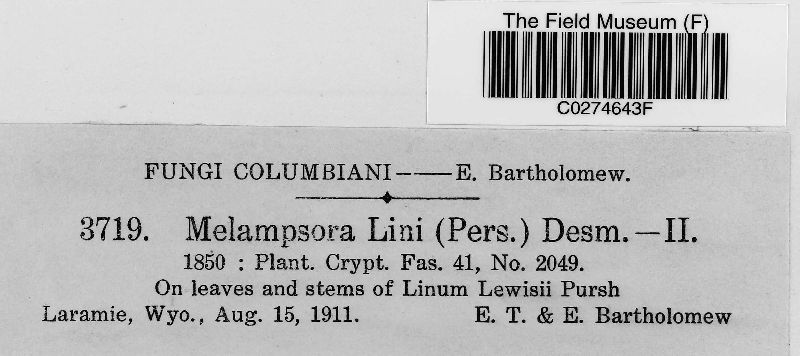 The Field Museum (F)
C0274643F
FUNGI COLUMBIANI——E. Bartholomew.
3719. Melampsora Lini (Pers.) Desm.—II.
1850 : Plant. Crypt. Fas. 41, No. 2049.
On leaves and stems of Linum Lewisii Pursh
Laramie, Wyo., Aug. 15, 1911. E. T. & E. Bartholomew